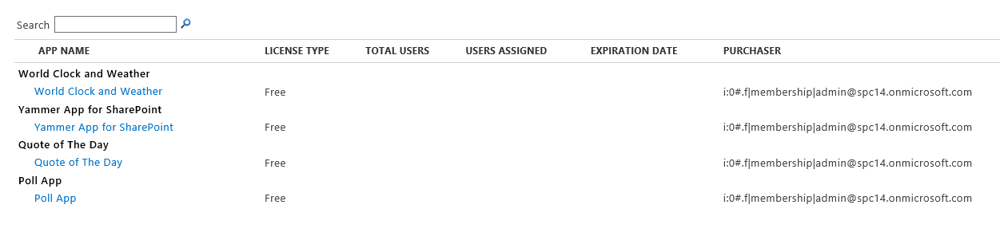 Search
APP NAME LICENSE TYPE TOTAL USERS USERS ASSIGNED EXPIRATION DATE PURCHASER
World Clock and Weather
World Clock and Weather Free i:0#.f|membership|admin@spc14.onmicrosoft.com
Yammer App for SharePoint
Yammer App for SharePoint Free i:0#.f|membership|admin@spc14.onmicrosoft.com
Quote of The Day
Quote of The Day Free i:0#.f|membership|admin@spc14.onmicrosoft.com
Poll App
Poll App Free i:0#.f|membership|admin@spc14.onmicrosoft.com